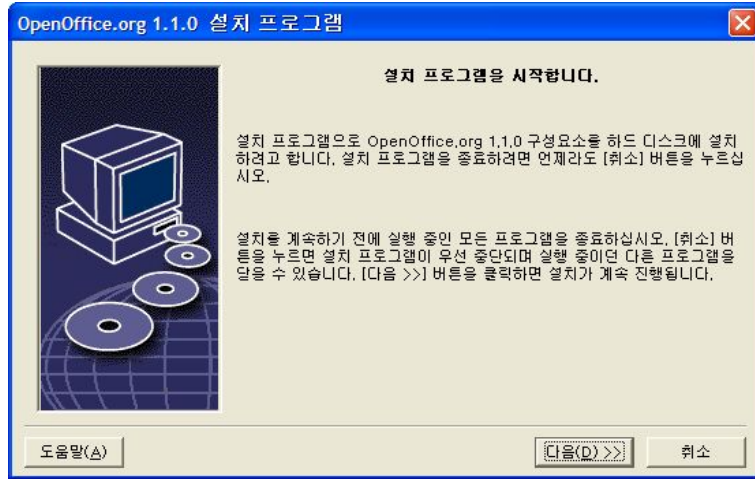 OpenOffice.org 1.1.0 설치 프로그램
설치 프로그램을 시작합니다.
설치 프로그램으로 OpenOffice.org 1.1.0 구성요소를 하드 디스크에 설치
하려고 합니다. 설치 프로그램을 종료하려면 언제라도 [취소] 버튼을 누르십
시오.
설치를 계속하기 전에 실행 중인 모든 프로그램을 종료하십시오. [취소] 버
튼을 누르면 설치 프로그램이 우선 중단되며 실행 중이던 다른 프로그램을
닫을 수 있습니다. [다음 >>] 버튼을 클릭하면 설치가 계속 진행됩니다.
도움말(A)
다음(D) >>
취소